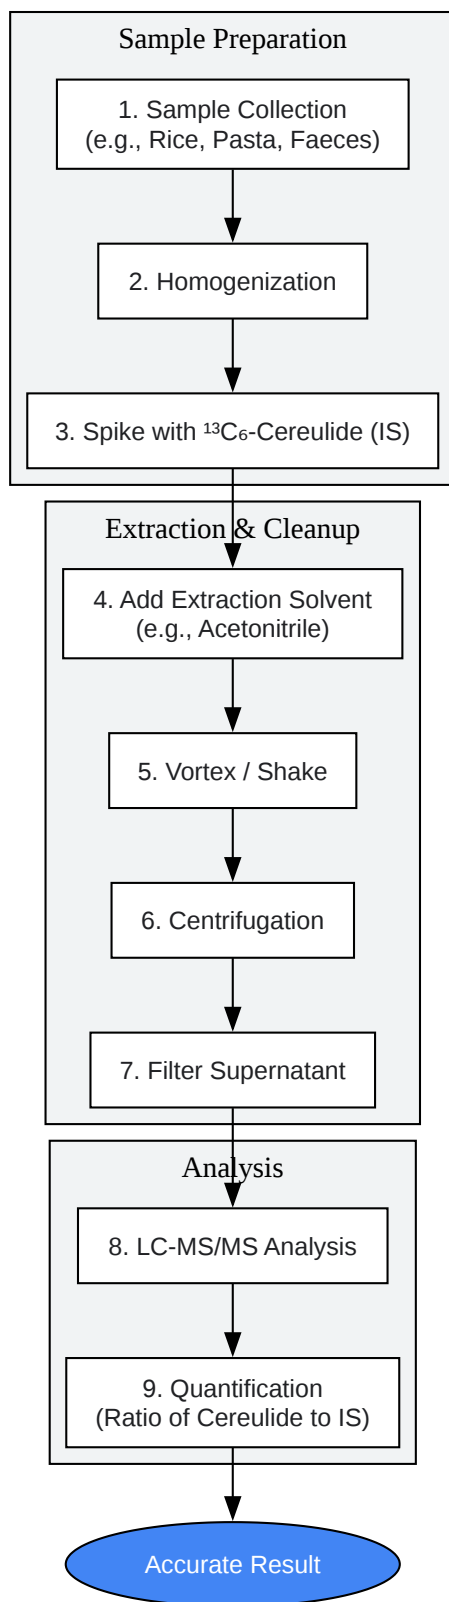 Sample Preparation
1. Sample Collection
(e.g., Rice, Pasta, Faeces)
2. Homogenization
3. Spike with ¹³C₆-Cereulide (IS)
Extraction & Cleanup
4. Add Extraction Solvent
(e.g., Acetonitrile)
5. Vortex / Shake
6. Centrifugation
7. Filter Supernatant
Analysis
8. LC-MS/MS Analysis
9. Quantification
(Ratio of Cereulide to IS)
Accurate Result